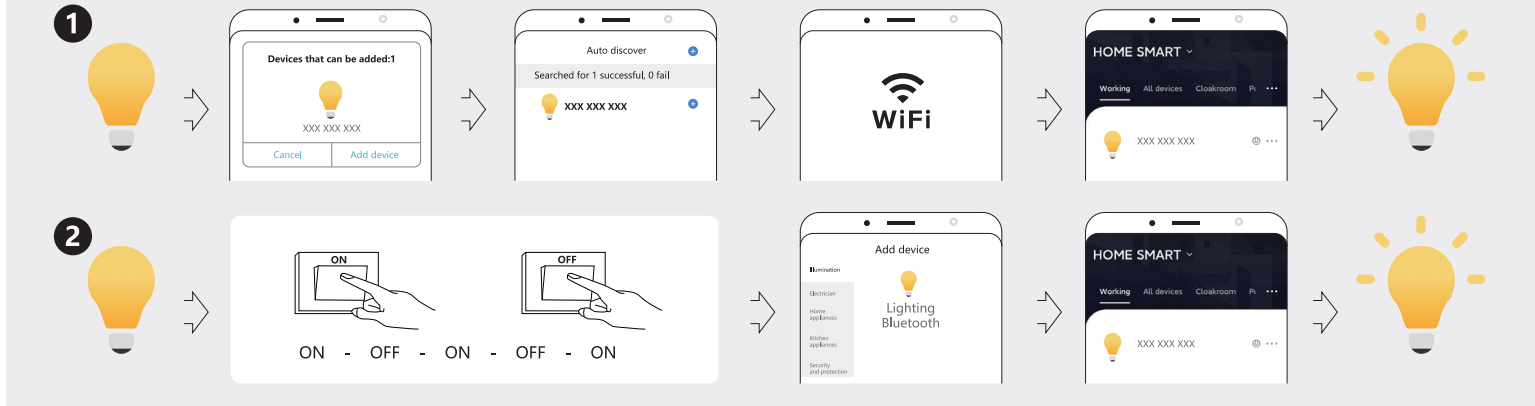 1
Devices that can be added:1
XXX XXX XXX
Cancel
Add device
Auto discover
Searched for 1 successful, 0 fail
XXX XXX XXX
WiFi
HOME SMART
Working All devices Cloakroom
XXX XXX XXX
2
ON
OFF
ON - OFF - ON - OFF - ON
Add device
Illumination
Electrician
Home
appliances
Kitchen
appliances
Security
and protection
Lighting
Bluetooth
HOME SMART
Working All devices Cloakroom
XXX XXX XXX